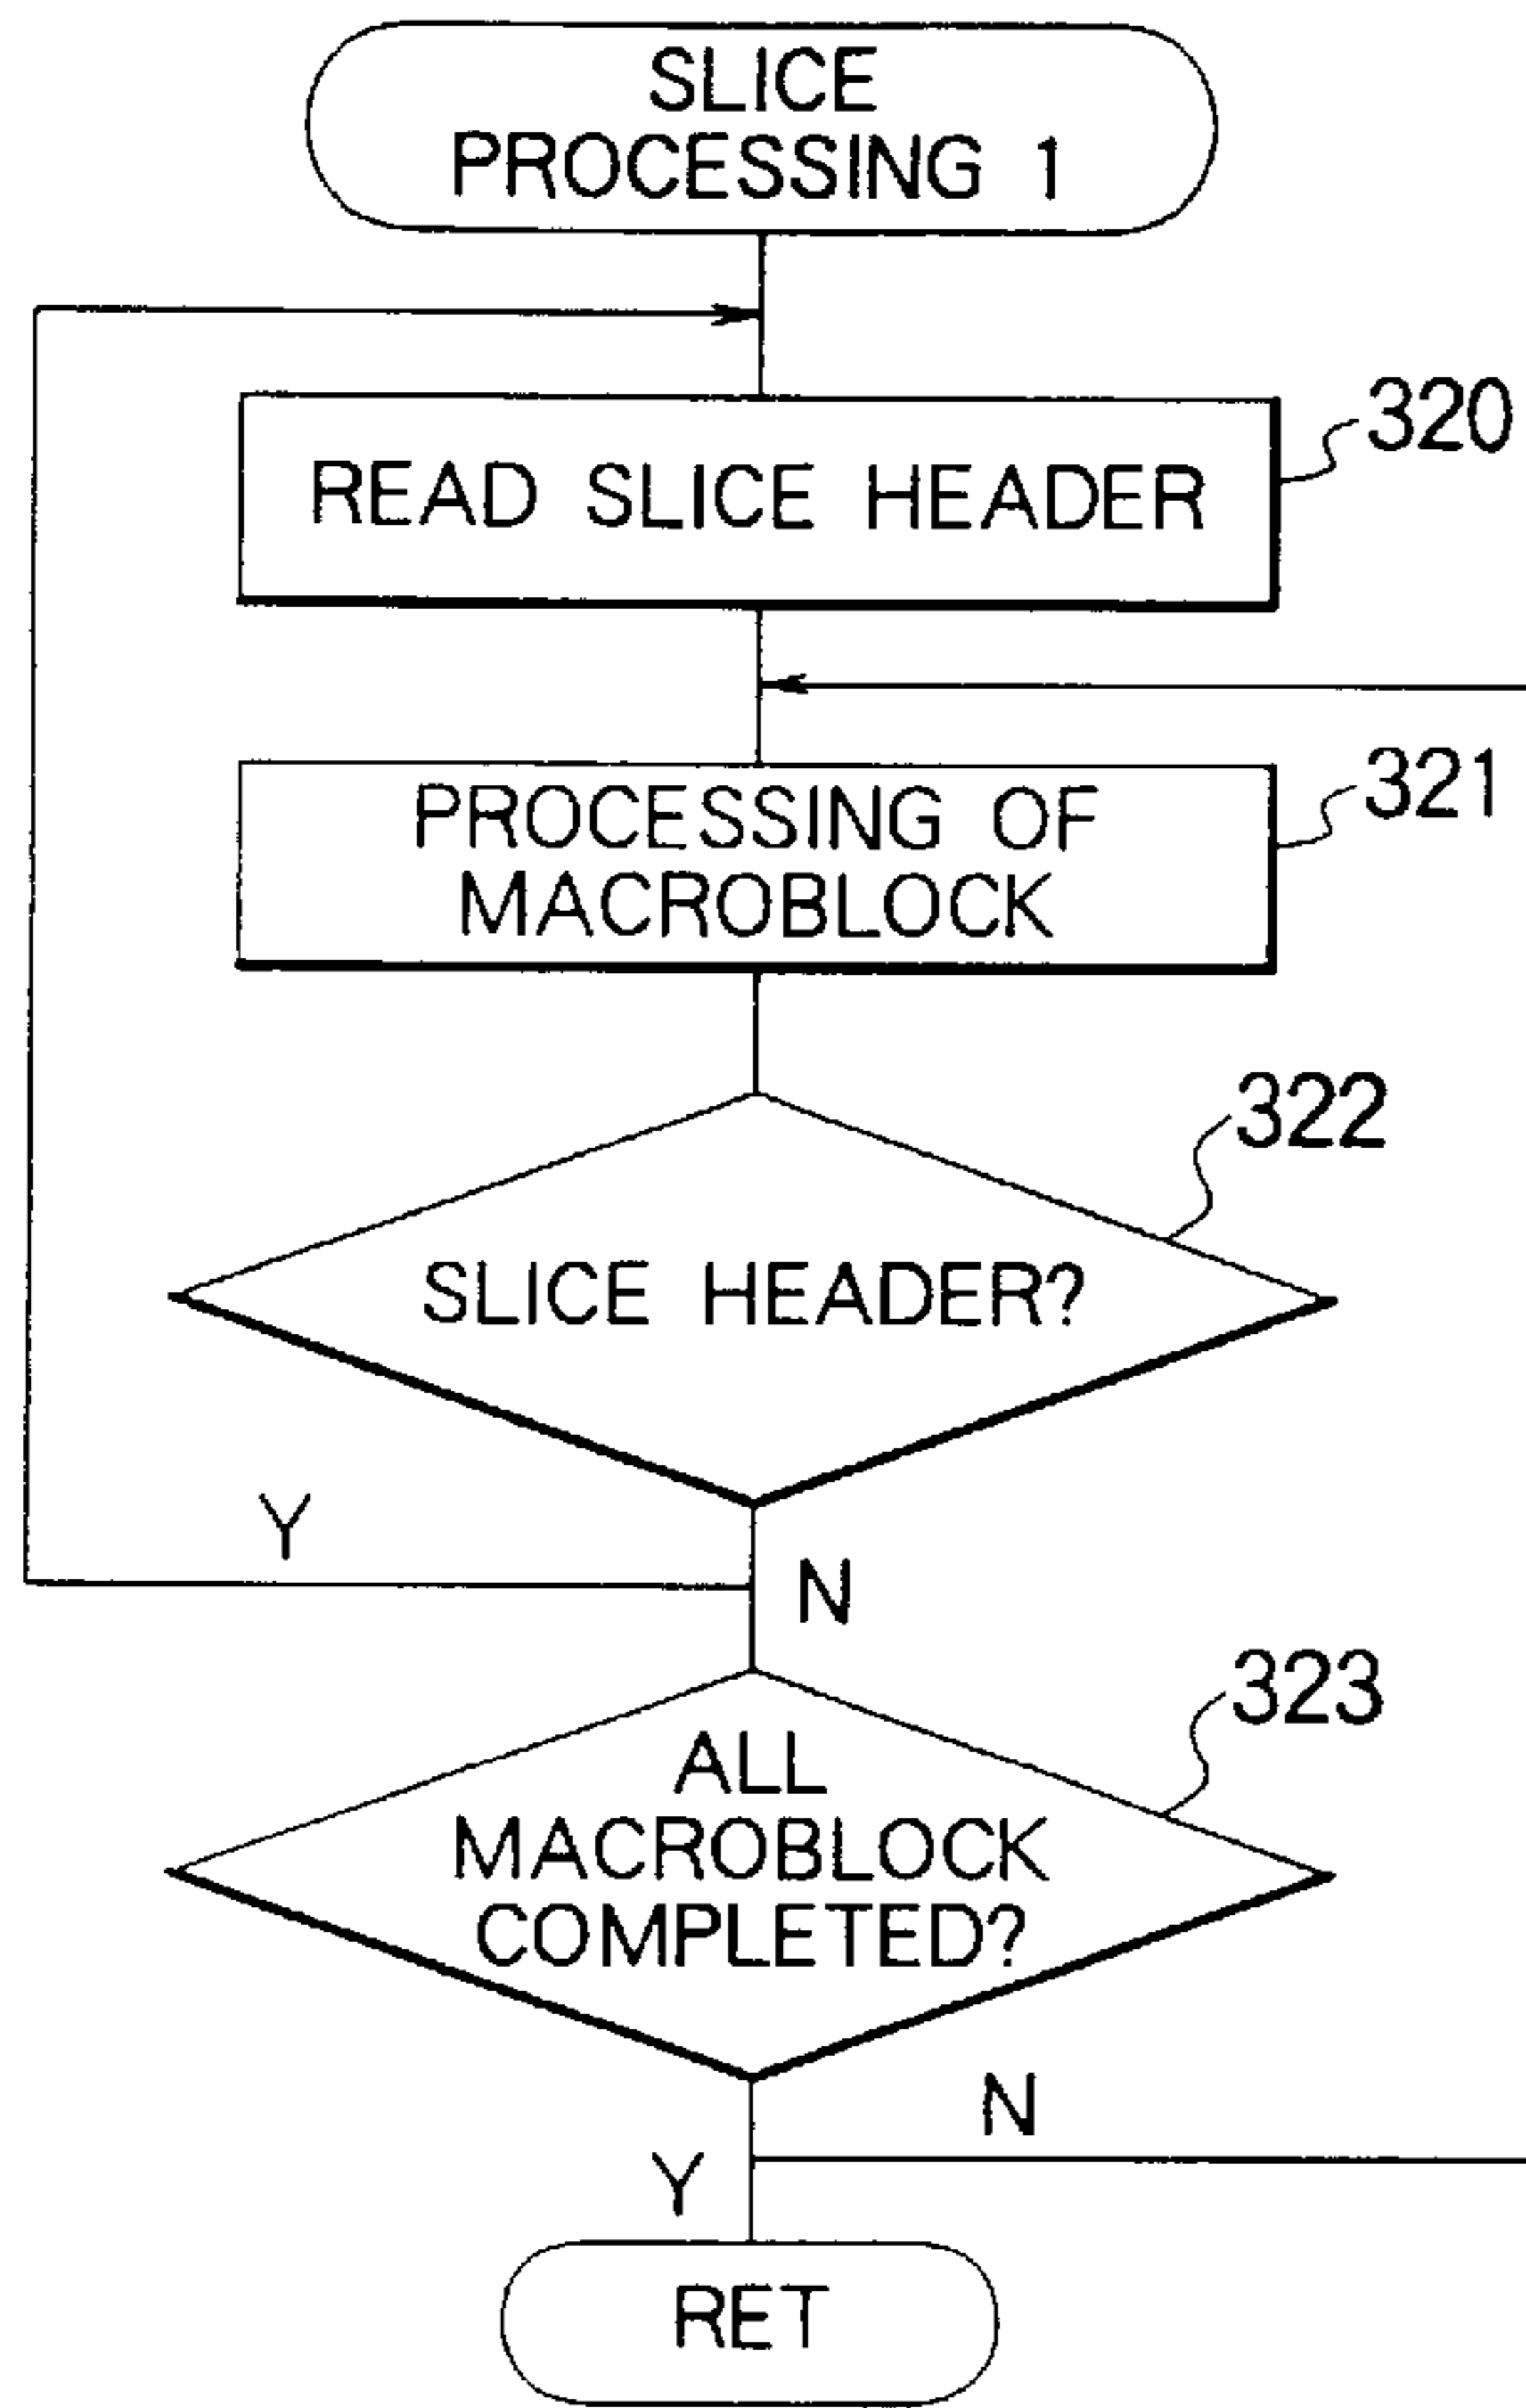 SLICE
PROCESSING 1
320
READ SLICE HEADER
321
PROCESSING OF
MACROBLOCK
322
SLICE HEADER?
Y
N
323
ALL
MACROBLOCK
COMPLETED?
N
Y
RET